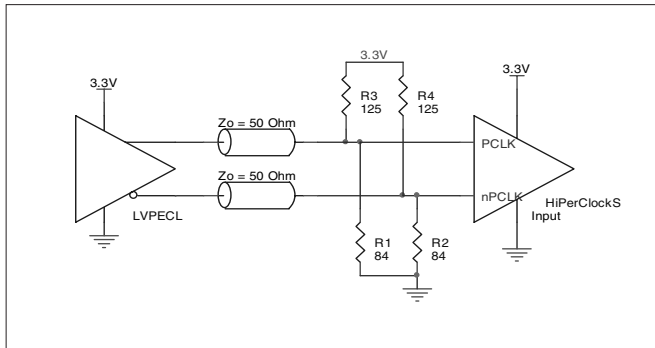 3.3V
3.3V
3.3V
R3
125
R4
125
Zo = 50 Ohm
PCLK
Zo = 50 Ohm
nPCLK
HiPerClockS
Input
LVPECL
R1
84
R2
84